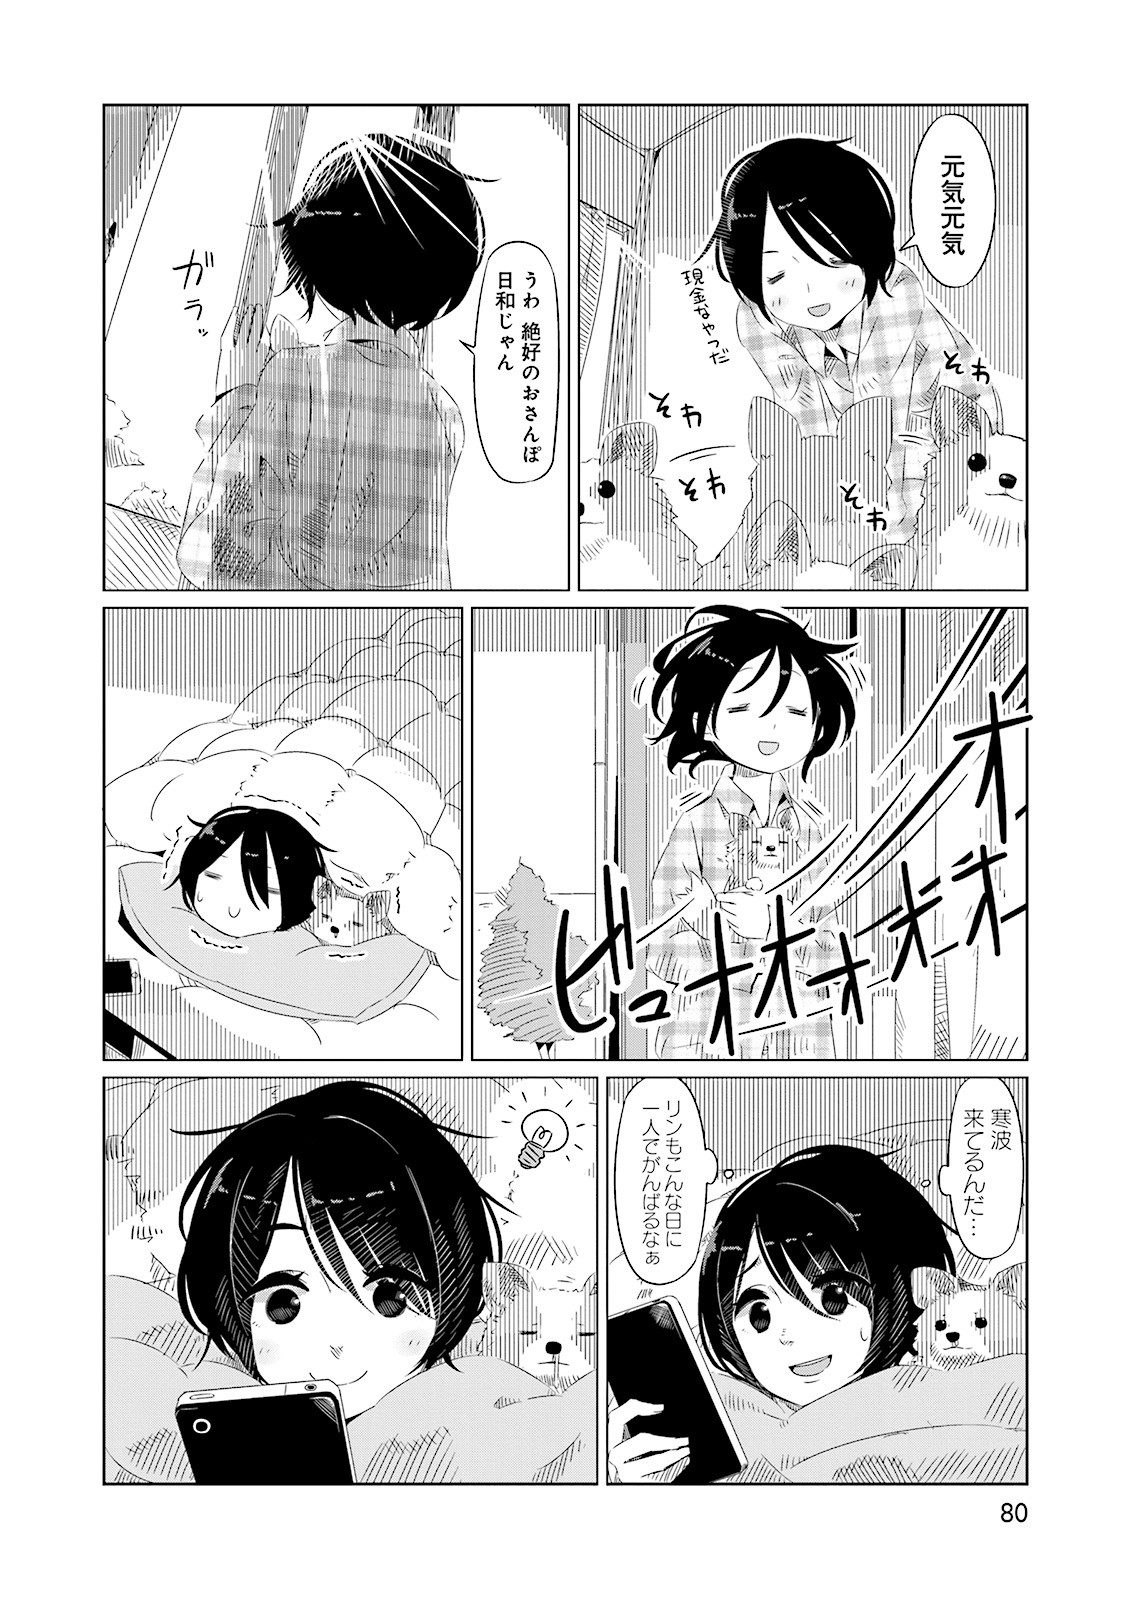 元気元気
現金なやつだ
そわ
そわ
そわ
そわ
うわ 絶好のおさんぽ
日和じゃん
ガラッ
ビュオオオオオオ
寒波
来てるんだ…
リンもこんな日に
一人でがんばるなぁ
80